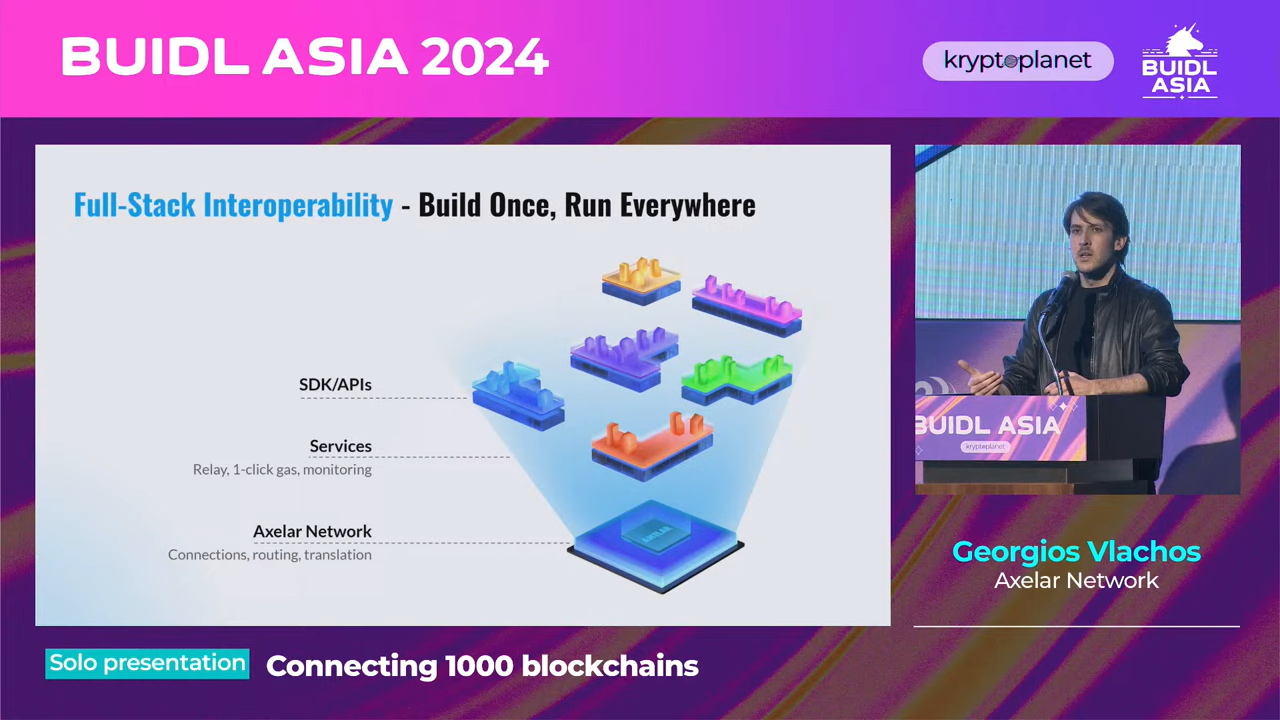 BUIDL ASIA 2024
kryptoplanet
BUIDL
ASIA
Full-Stack Interoperability - Build Once, Run Everywhere
SDK/APIs
Services
Relay, 1-click gas, monitoring
Axelar Network
Connections, routing, translation
AXELAR
BUIDL ASIA
kryptoplanet
Georgios Vlachos
Axelar Network
Solo presentation
Connecting 1000 blockchains